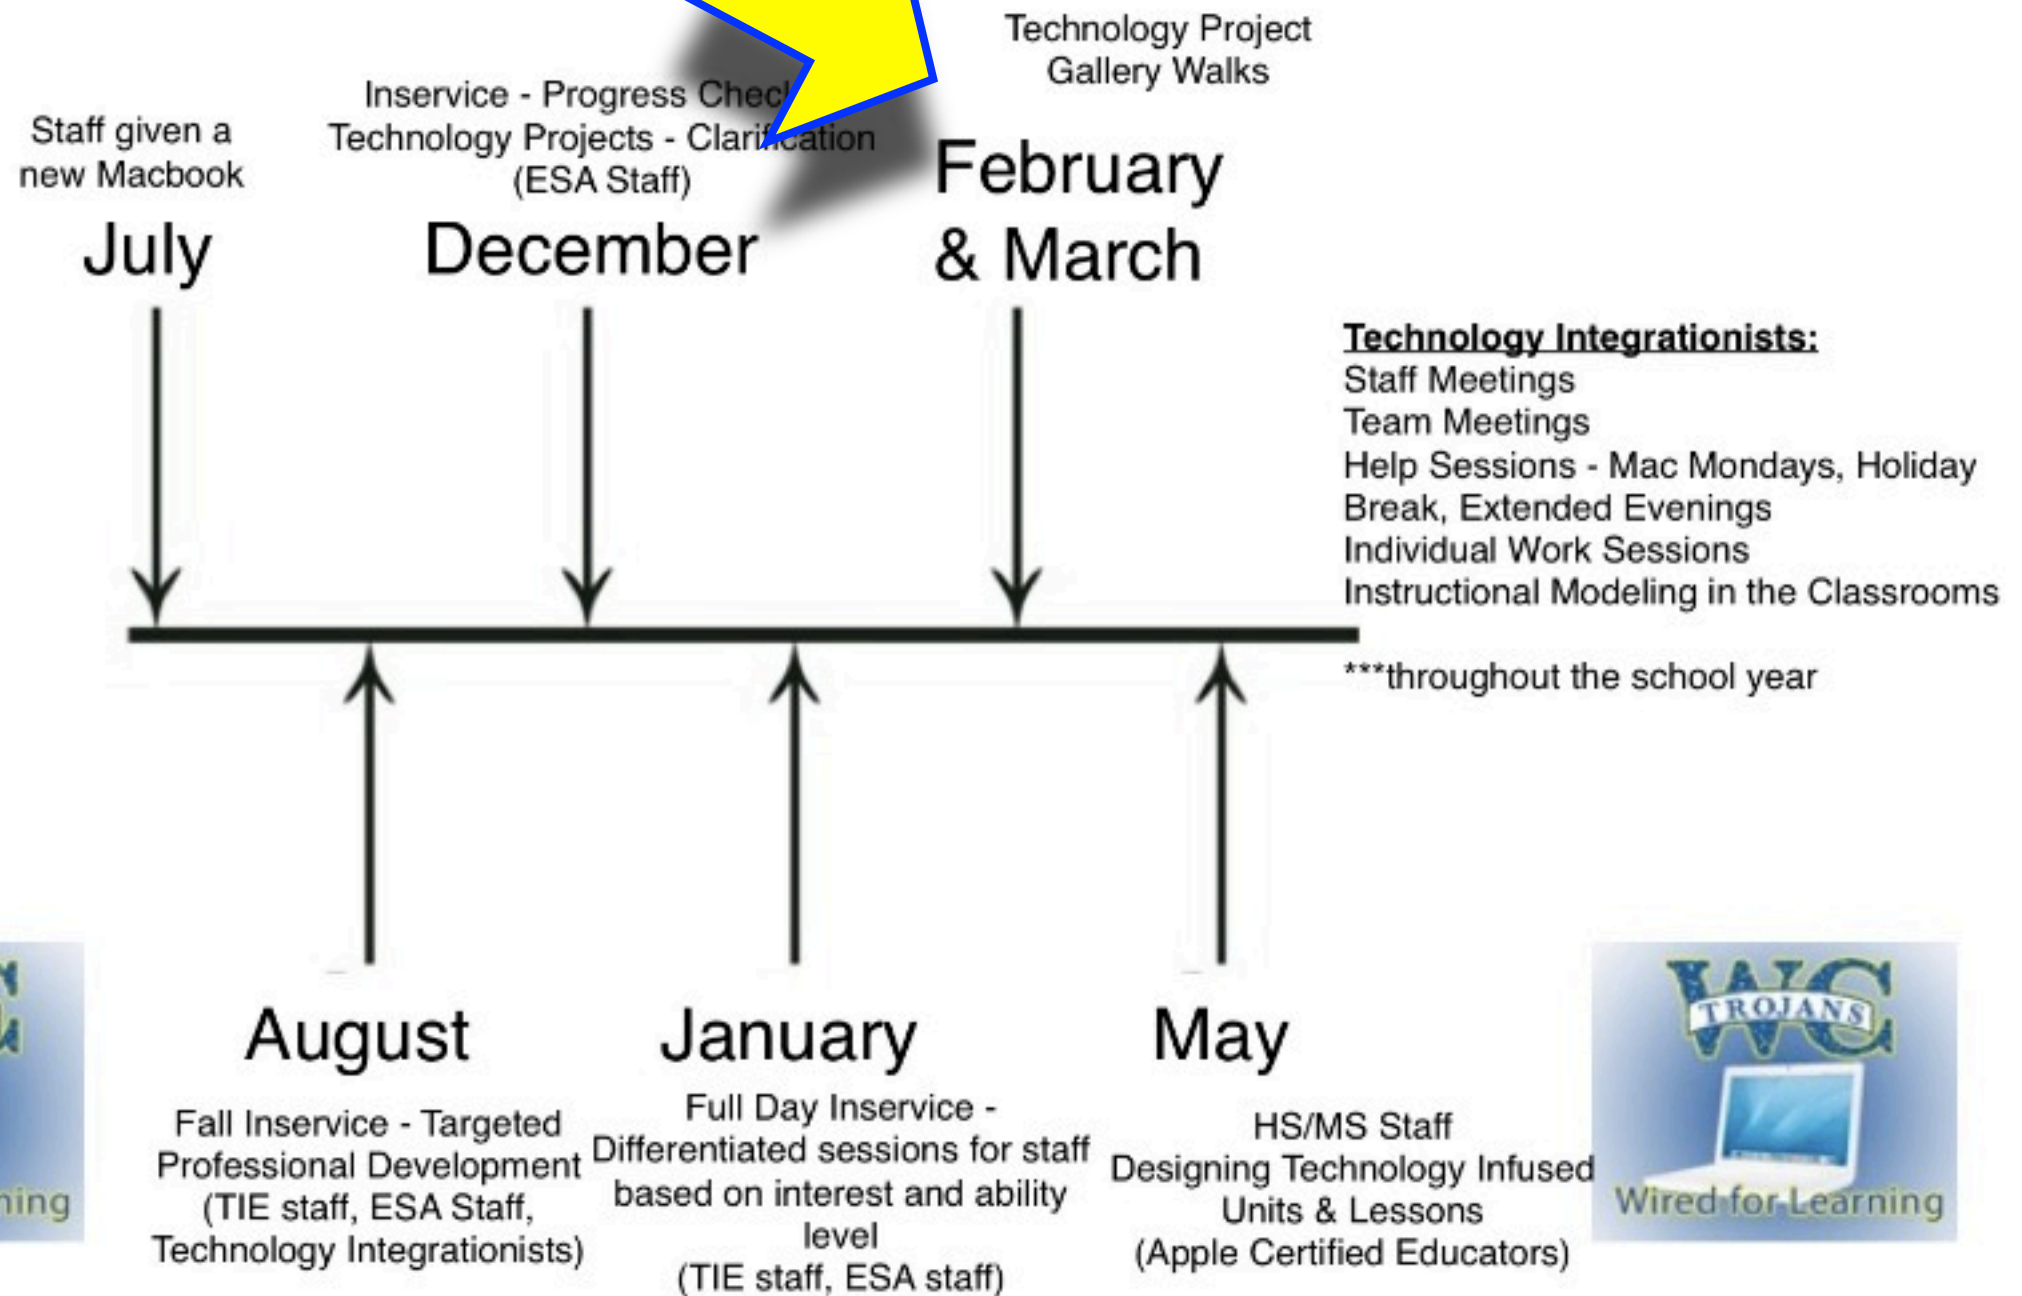 Technology Project
Gallery Walks
Inservice - Progress Check
Technology Projects - Clarification
(ESA Staff)
Staff given a
new Macbook
July
December
February
& March
Technology Integrationists:
Staff Meetings
Team Meetings
Help Sessions - Mac Mondays, Holiday
Break, Extended Evenings
Individual Work Sessions
Instructional Modeling in the Classrooms
***throughout the school year
August
Fall Inservice - Targeted
Professional Development
(TIE staff, ESA Staff,
Technology Integrationists)
January
Full Day Inservice -
Differentiated sessions for staff
based on interest and ability
level
(TIE staff, ESA staff)
May
HS/MS Staff
Designing Technology Infused
Units & Lessons
(Apple Certified Educators)
WC
TROJANS
Wired for Learning